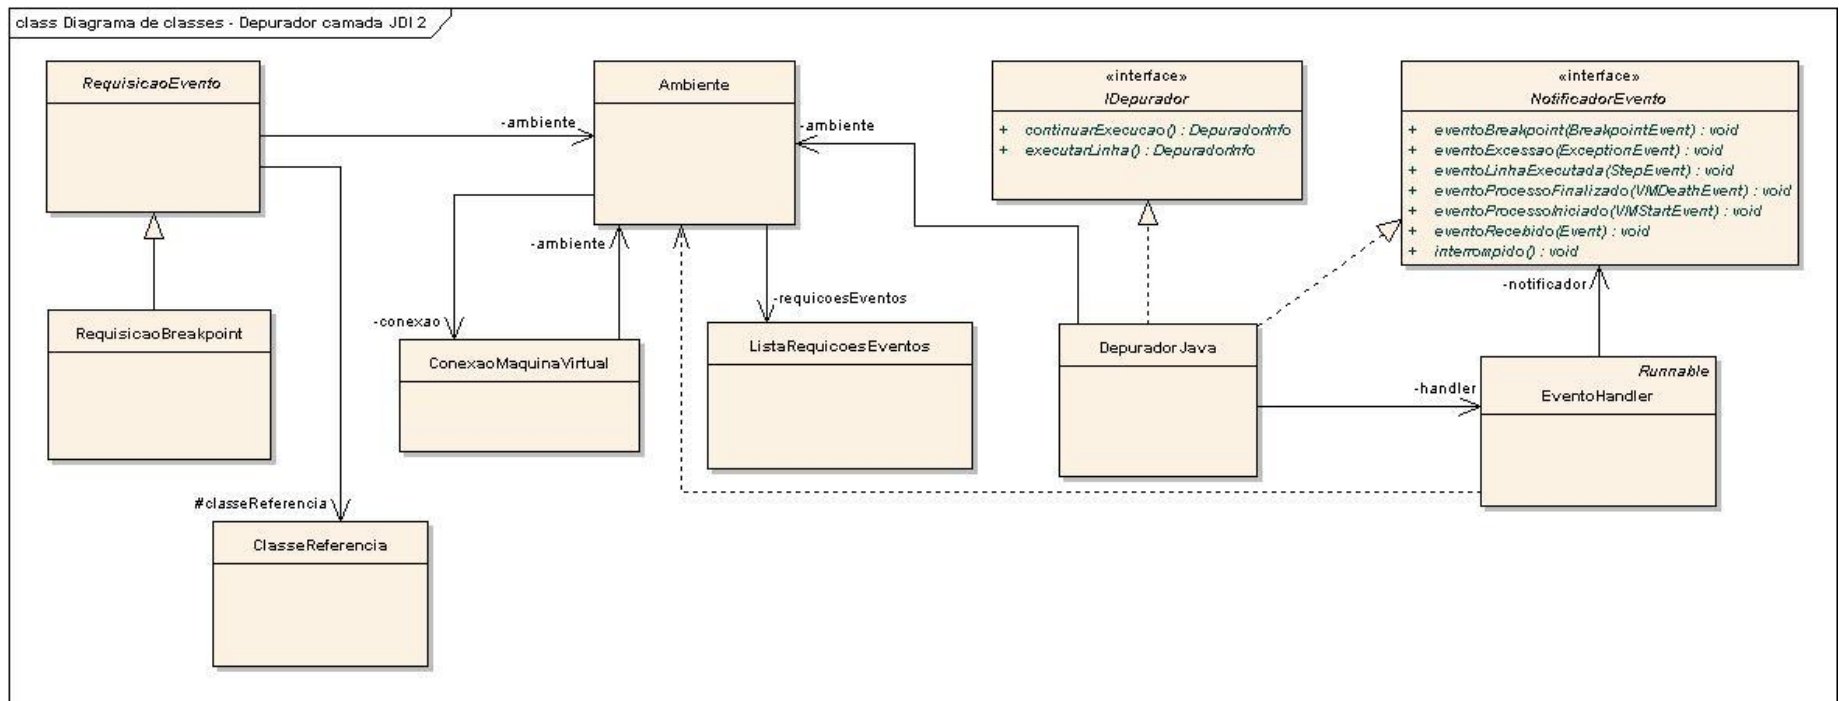 class Diagrama de classes - Depurador camada JDI 2
RequisicaoEvento
Ambiente
«interface»
IDepurador
+ continuarExecucao() : DepuradorInfo
+ executarLinha() : DepuradorInfo
«interface»
NotificadorEvento
+ eventoBreakpoint(BreakpointEvent) : void
+ eventoExcessao(ExceptionEvent) : void
+ eventoLinhaExecutada(StepEvent) : void
+ eventoProcessoFinalizado(VMDeathEvent) : void
+ eventoProcessoIniciado(VMStartEvent) : void
+ eventoRecebido(Event) : void
+ interrompido() : void
-ambiente
-ambiente
-ambiente
-notificador
-requicoesEventos
-conexao
RequisicaoBreakpoint
ConexaoMaquinaVirtual
ListaRequicoesEventos
DepuradorJava
-handler
Runnable
EventoHandler
#classeReferencia
ClasseReferencia